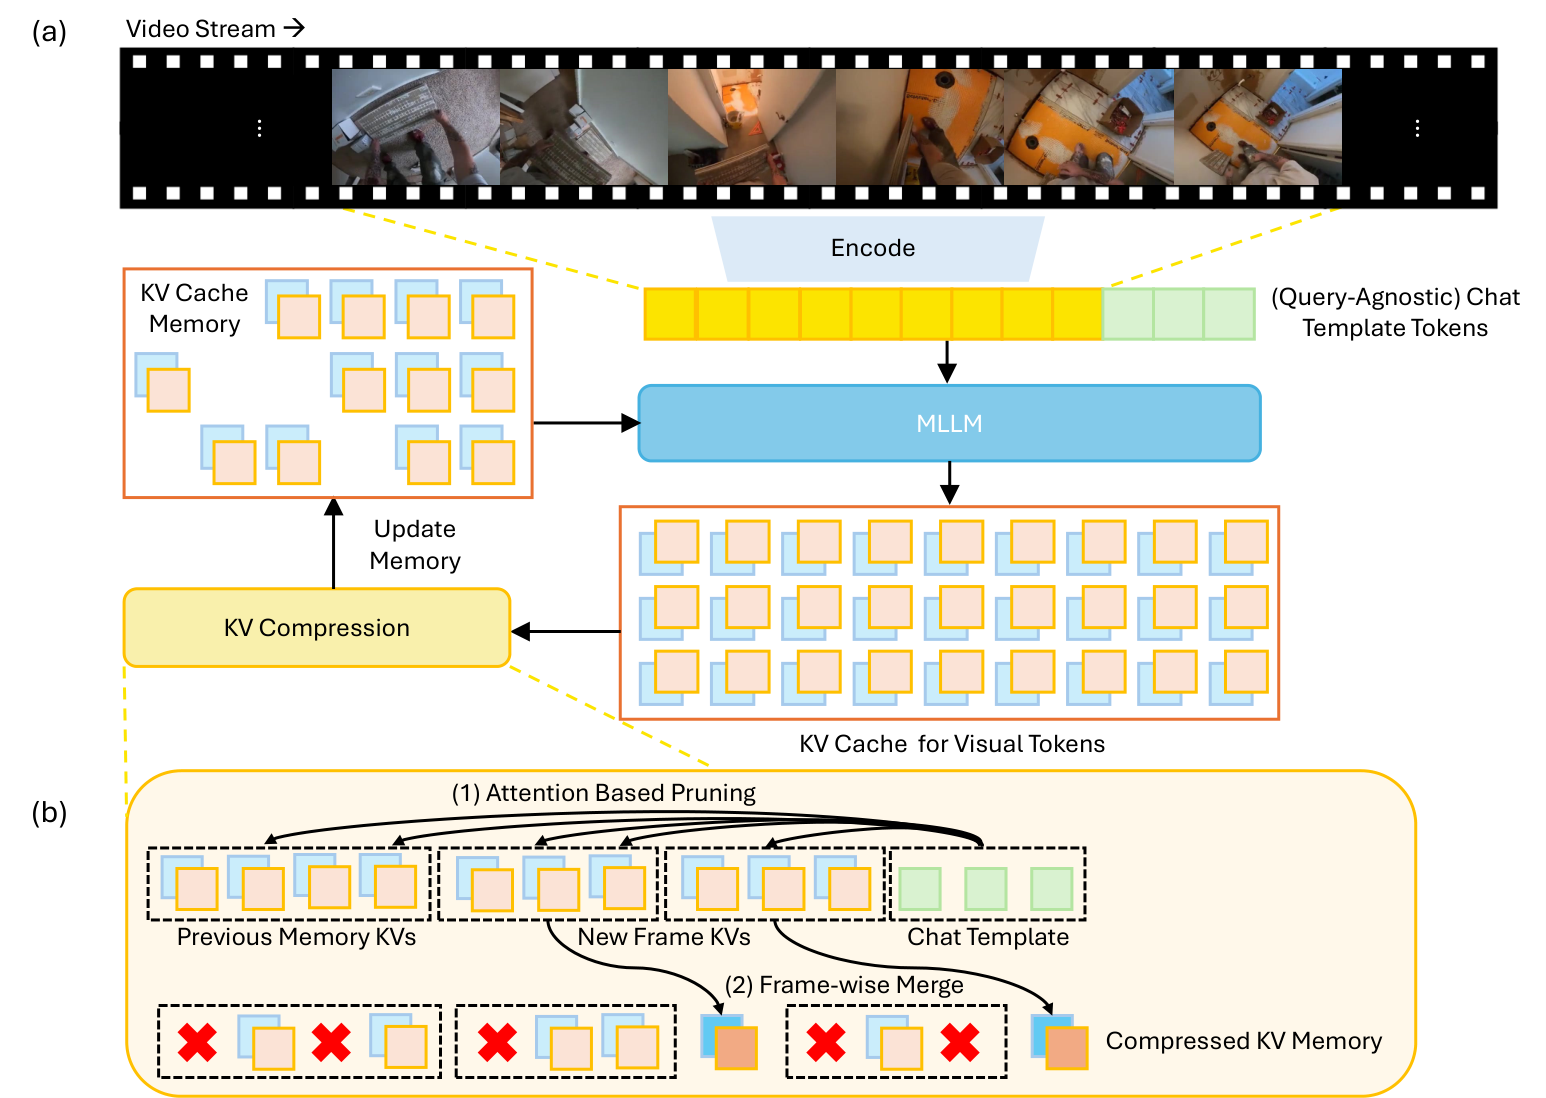 (a)
Video Stream →
⋮
⋮
Encode
KV Cache
Memory
(Query-Agnostic) Chat
Template Tokens
MLLM
Update
Memory
KV Compression
KV Cache for Visual Tokens
(b)
(1) Attention Based Pruning
Previous Memory KVs
New Frame KVs
Chat Template
(2) Frame-wise Merge
Compressed KV Memory